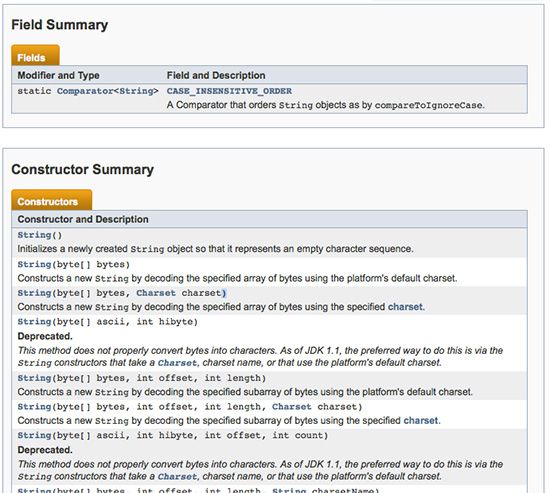 Field Summary
Fields
Modifier and Type Field and Description
static Comparator<String> CASE_INSENSITIVE_ORDER
A Comparator that orders String objects as by compareToIgnoreCase.
Constructor Summary
Constructors
Constructor and Description
String()
Initializes a newly created String object so that it represents an empty character sequence.
String(byte[] bytes)
Constructs a new String by decoding the specified array of bytes using the platform's default charset.
String(byte[] bytes, Charset charset)
Constructs a new String by decoding the specified array of bytes using the specified charset.
String(byte[] ascii, int hibyte)
Deprecated.
This method does not properly convert bytes into characters. As of JDK 1.1, the preferred way to do this is via the
String constructors that take a Charset, charset name, or that use the platform's default charset.
String(byte[] bytes, int offset, int length)
Constructs a new String by decoding the specified subarray of bytes using the platform's default charset.
String(byte[] bytes, int offset, int length, Charset charset)
Constructs a new String by decoding the specified subarray of bytes using the specified charset.
String(byte[] ascii, int hibyte, int offset, int count)
Deprecated.
This method does not properly convert bytes into characters. As of JDK 1.1, the preferred way to do this is via the
String constructors that take a Charset, charset name, or that use the platform's default charset.
String(byte[] bytes, int offset, int length, String charsetName)